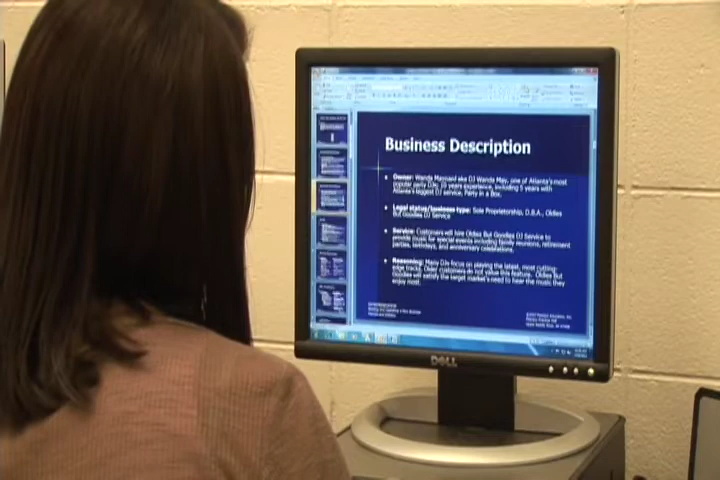 Business Description
Owner: Wanda Maynard aka DJ Wanda May, one of Atlanta's most
popular party DJs; 19 years experience, including 5 years with
Atlanta's biggest DJ service, Party in a Box.
Legal status/business type: Sole Proprietorship, D.B.A., Oldies
But Goodies DJ Service
Service: Customers will hire Oldies But Goodies DJ Service to
provide music for special events including family reunions, retirement
parties, birthdays, and anniversary celebrations.
Reasoning: Many DJs focus on playing the latest, most cutting-
edge tracks. Older customers do not value this feature. Oldies But
Goodies will satisfy the target market's need to hear the music they
enjoy most.
DELL